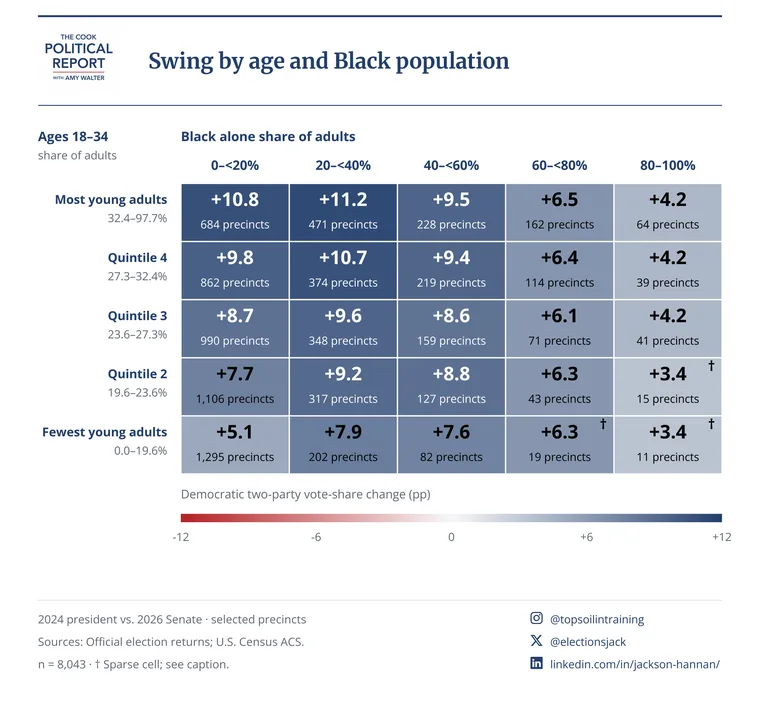 THE COOK
POLITICAL
REPORT
WITH AMY WALTER
Swing by age and Black population
Ages 18–34
share of adults
Black alone share of adults
0–<20% 20–<40% 40–<60% 60–<80% 80–100%
Most young adults +10.8 +11.2 +9.5 +6.5 +4.2
32.4–97.7% 684 precincts 471 precincts 228 precincts 162 precincts 64 precincts
Quintile 4 +9.8 +10.7 +9.4 +6.4 +4.2
27.3–32.4% 862 precincts 374 precincts 219 precincts 114 precincts 39 precincts
Quintile 3 +8.7 +9.6 +8.6 +6.1 +4.2
23.6–27.3% 990 precincts 348 precincts 159 precincts 71 precincts 41 precincts
Quintile 2 +7.7 +9.2 +8.8 +6.3 +3.4 †
19.6–23.6% 1,106 precincts 317 precincts 127 precincts 43 precincts 15 precincts
Fewest young adults +5.1 +7.9 +7.6 +6.3 † +3.4 †
0.0–19.6% 1,295 precincts 202 precincts 82 precincts 19 precincts 11 precincts
Democratic two-party vote-share change (pp)
-12 -6 0 +6 +12
2024 president vs. 2026 Senate · selected precincts
Sources: Official election returns; U.S. Census ACS.
n = 8,043 · † Sparse cell; see caption.
@topsoilintraining
@electionsjack
linkedin.com/in/jackson-hannan/